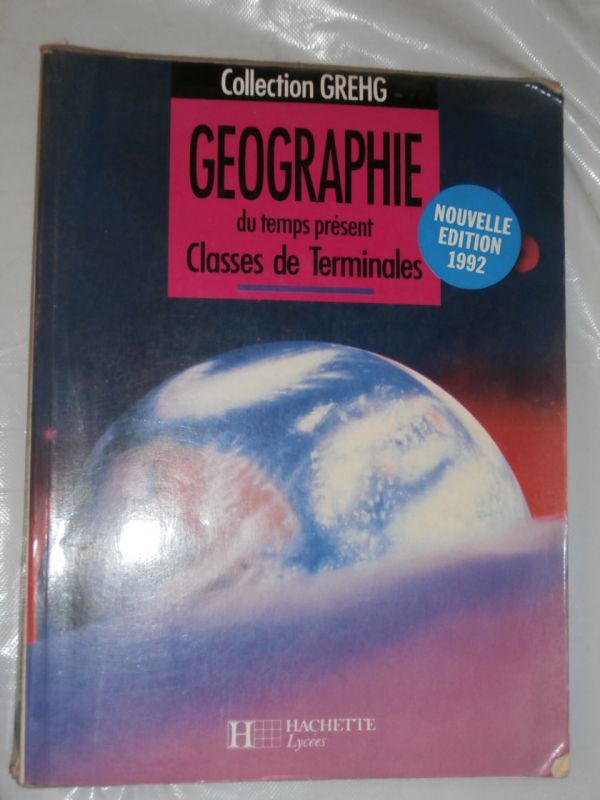 Collection GREHG
GEOGRAPHIE
du temps présent
Classes de Terminales
NOUVELLE
EDITION
1992
H HACHETTE
Lycées